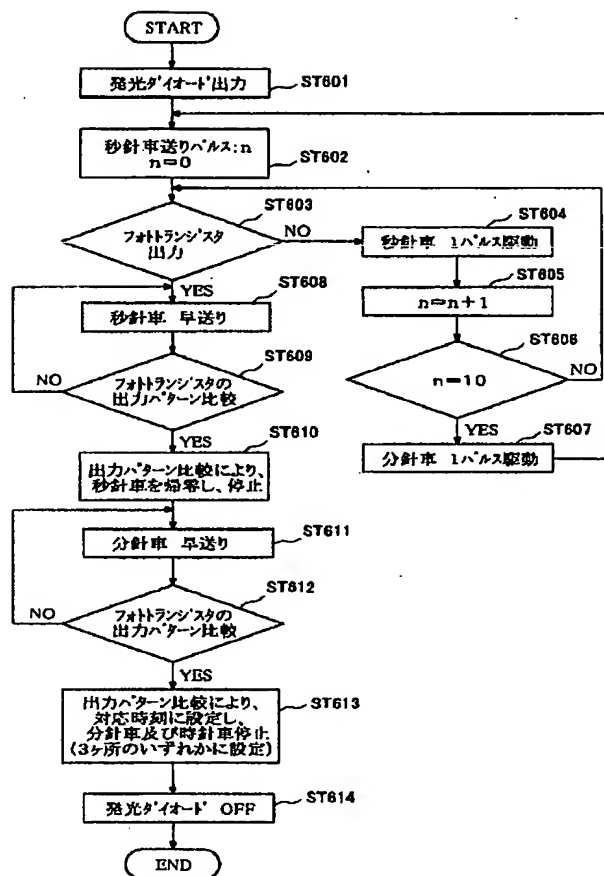 START
発光ダイオード出力
ST601
秒針車送りパルス:n
n=0
ST602
ST603
フォトトランジスタ
出力
NO
YES
ST604
秒針車 1パルス駆動
ST605
n=n+1
ST606
n=10
NO
YES
ST607
分針車 1パルス駆動
ST608
秒針車 早送り
ST609
NO
フォトトランジスタの
出力パターン比較
YES
ST610
出力パターン比較により、
秒針車を帰零し、停止
分針車 早送り
ST611
ST612
NO
フォトトランジスタの
出力パターン比較
YES
出力パターン比較により、
対応時刻に設定し、
分針車及び時針車停止
(3ヶ所のいずれかに設定)
ST613
発光ダイオード OFF
ST614
END